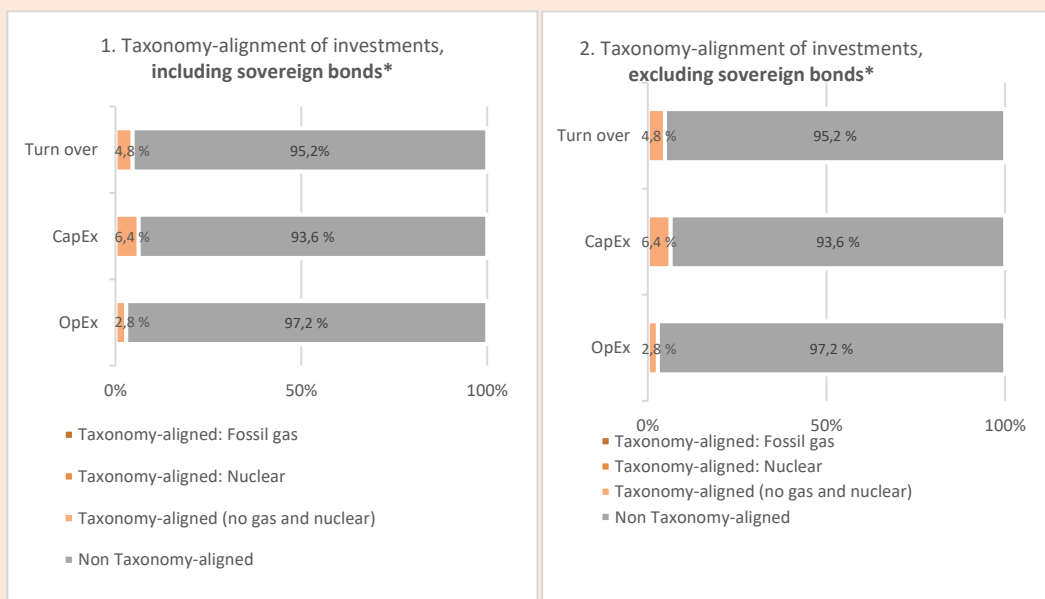 1. Taxonomy-alignment of investments,
including sovereign bonds*
Turn over
4,8 %
95,2%
CapEx
6,4 %
93,6 %
OpEx
2,8 %
97,2 %
0%
50%
100%
Taxonomy-aligned: Fossil gas
Taxonomy-aligned: Nuclear
Taxonomy-aligned (no gas and nuclear)
Non Taxonomy-aligned
2. Taxonomy-alignment of investments,
excluding sovereign bonds*
Turn over
4,8 %
95,2 %
CapEx
6,4 %
93,6 %
OpEx
2,8 %
97,2 %
0%
50%
100%
Taxonomy-aligned: Fossil gas
Taxonomy-aligned: Nuclear
Taxonomy-aligned (no gas and nuclear)
Non Taxonomy-aligned